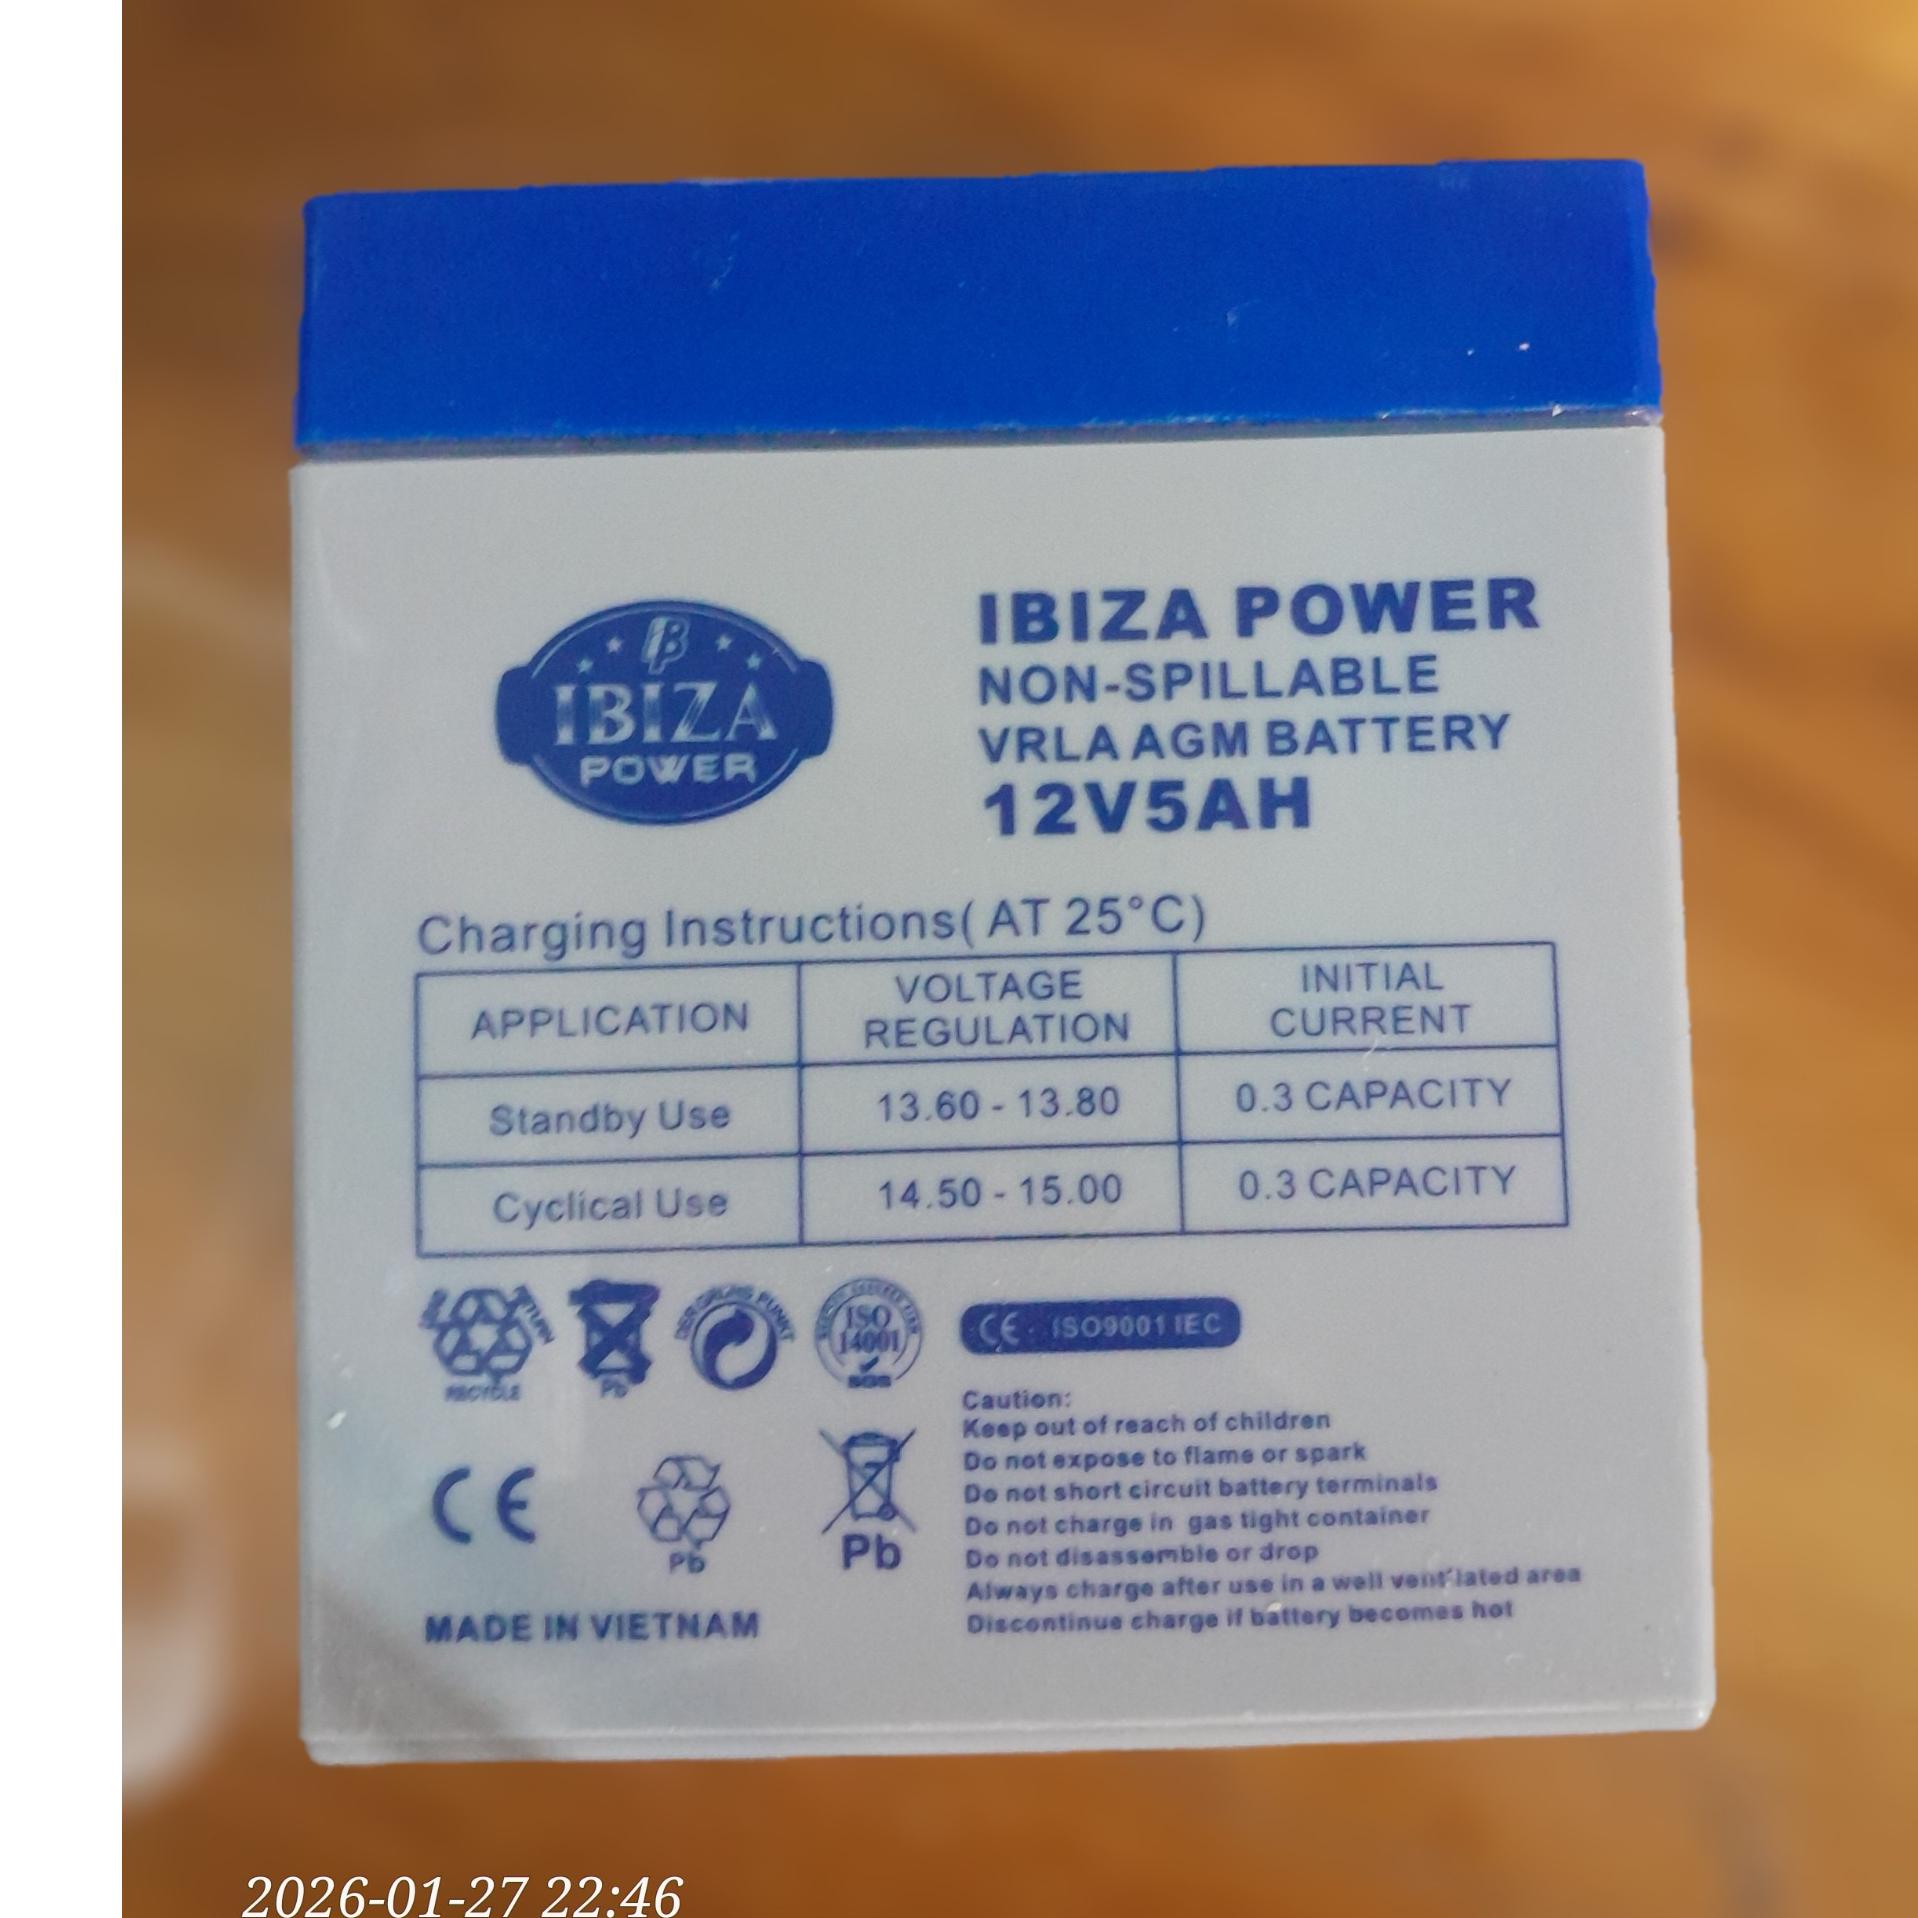 IB
IBIZA
POWER
IBIZA POWER
NON-SPILLABLE
VRLA AGM BATTERY
12V5AH
Charging Instructions( AT 25°C)
APPLICATION
VOLTAGE
REGULATION
INITIAL
CURRENT
Standby Use
13.60 - 13.80
0.3 CAPACITY
Cyclical Use
14.50 - 15.00
0.3 CAPACITY
RECYCLE
Pb
PUNKT
ISO
14001
SGS
CE ISO9001 IEC
Caution:
Keep out of reach of children
Do not expose to flame or spark
Do not short circuit battery terminals
Do not charge in gas tight container
Do not disassemble or drop
Always charge after use in a well ventilated area
Discontinue charge if battery becomes hot
CE
Pb
Pb
MADE IN VIETNAM
2026-01-27 22:46